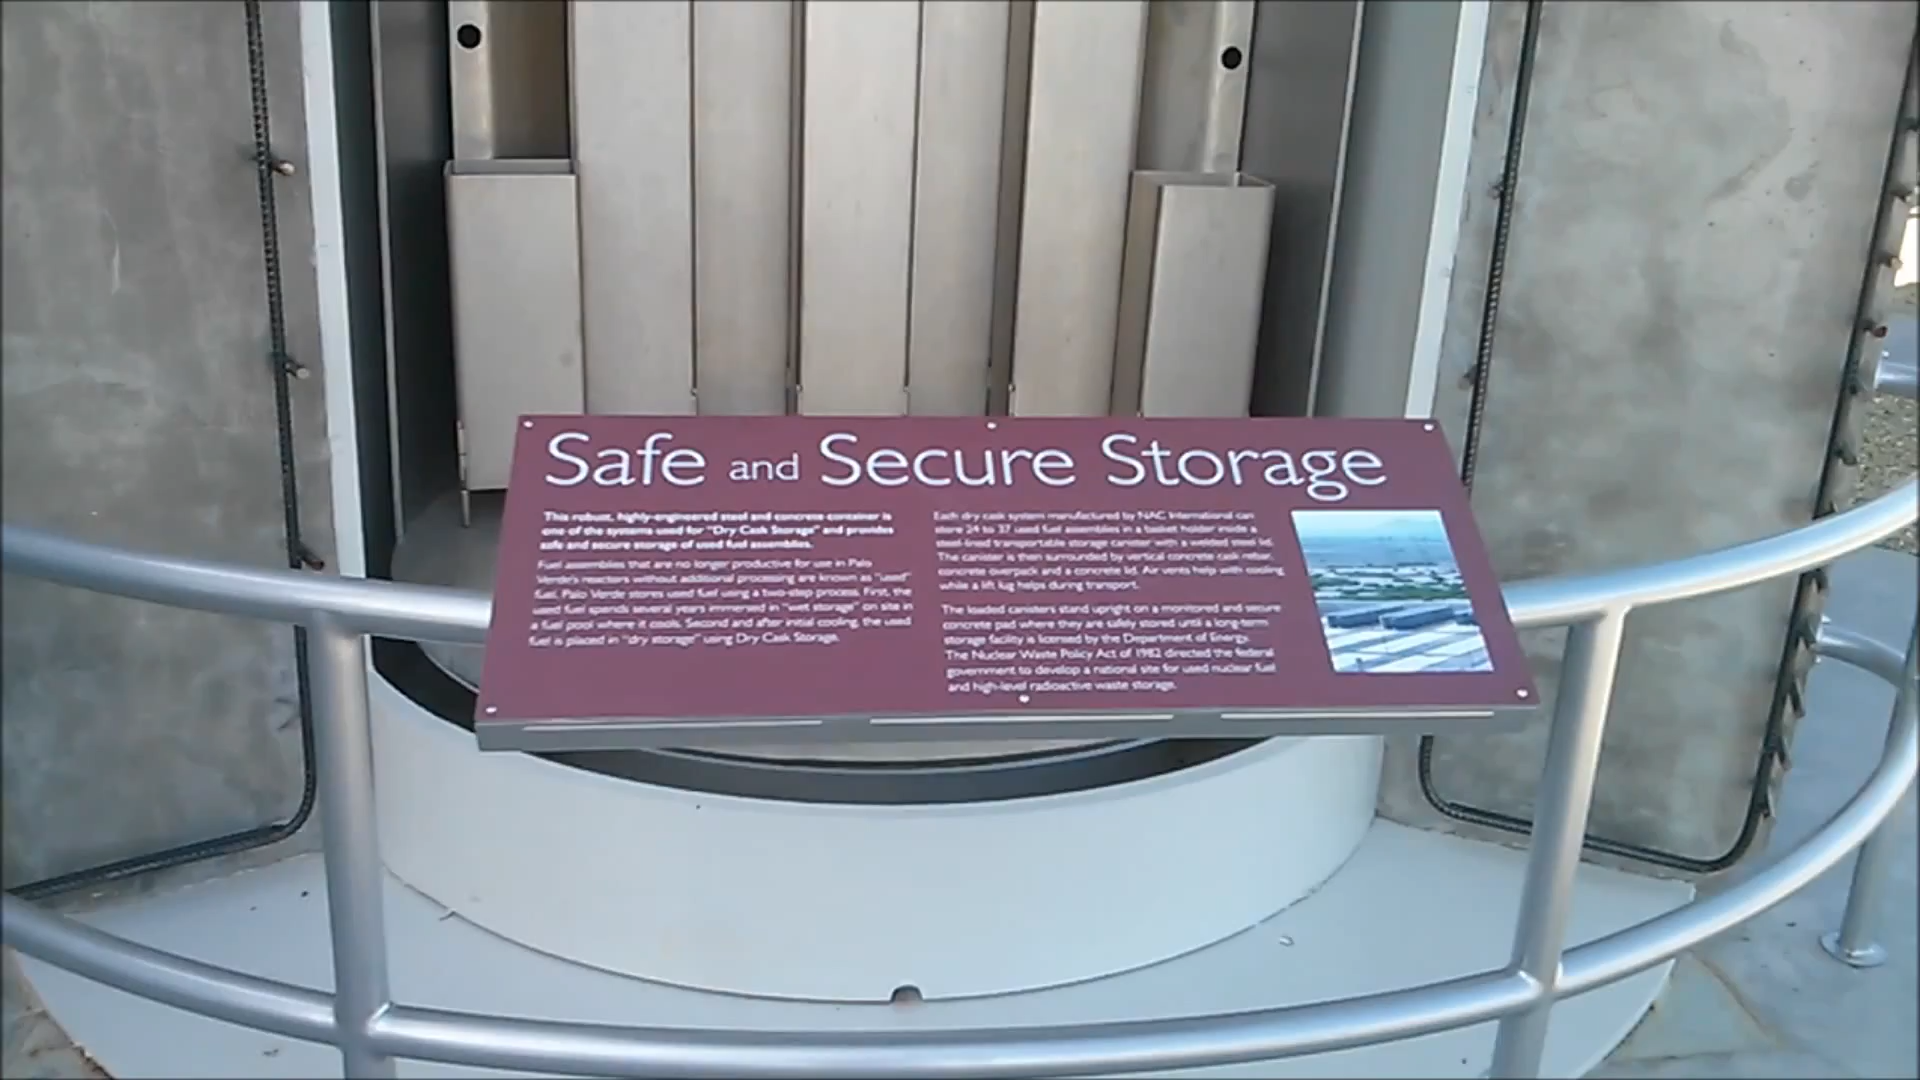 Safe and Secure Storage
This robust, highly-engineered steel and concrete container is
one of the systems used for "Dry Cask Storage" and provides
safe and secure storage of used fuel assemblies.
Fuel assemblies that are no longer productive for use in Palo
Verde's reactors without additional processing are known as "used"
fuel. Palo Verde stores used fuel using a two-step process. First, the
used fuel spends several years immersed in "wet storage" on site in
a fuel pool where it cools. Second and after initial cooling, the used
fuel is placed in "dry storage" using Dry Cask Storage.
Each dry cask system manufactured by NAC International can
store 24 to 37 used fuel assemblies in a basket holder inside a
steel-lined transportable storage canister with a welded steel lid.
The canister is then surrounded by vertical concrete cask rebar,
concrete overpack and a concrete lid. Air vents help with cooling
while a lift lug helps during transport.
The loaded canisters stand upright on a monitored and secure
concrete pad where they are safely stored until a long-term
storage facility is licensed by the Department of Energy.
The Nuclear Waste Policy Act of 1982 directed the federal
government to develop a national site for used nuclear fuel
and high-level radioactive waste storage.